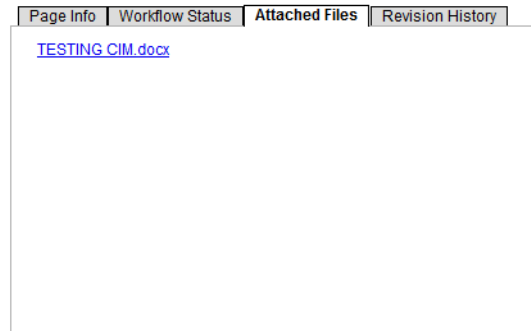 Page Info Workflow Status Attached Files Revision History
TESTING CIM.docx